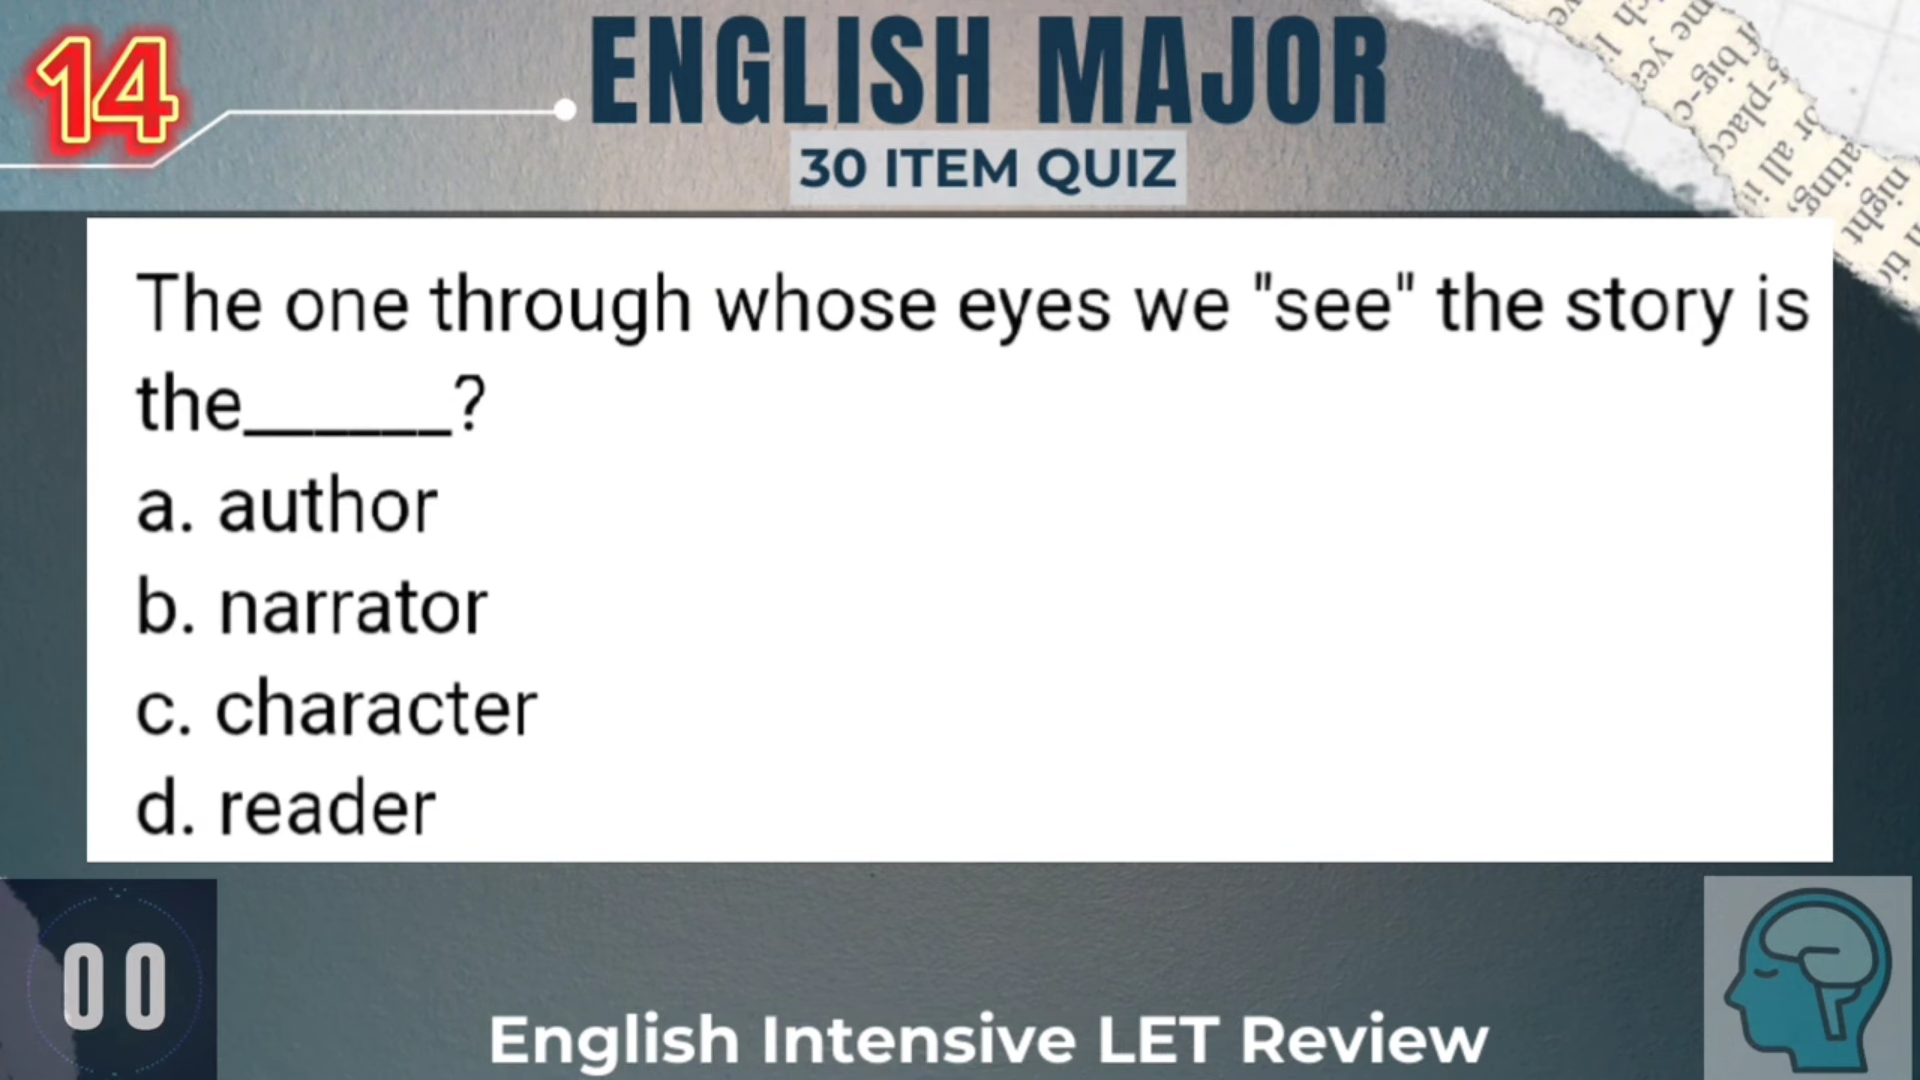 14
ENGLISH MAJOR
30 ITEM QUIZ
The one through whose eyes we "see" the story is
the______?
a. author
b. narrator
c. character
d. reader
00
English Intensive LET Review